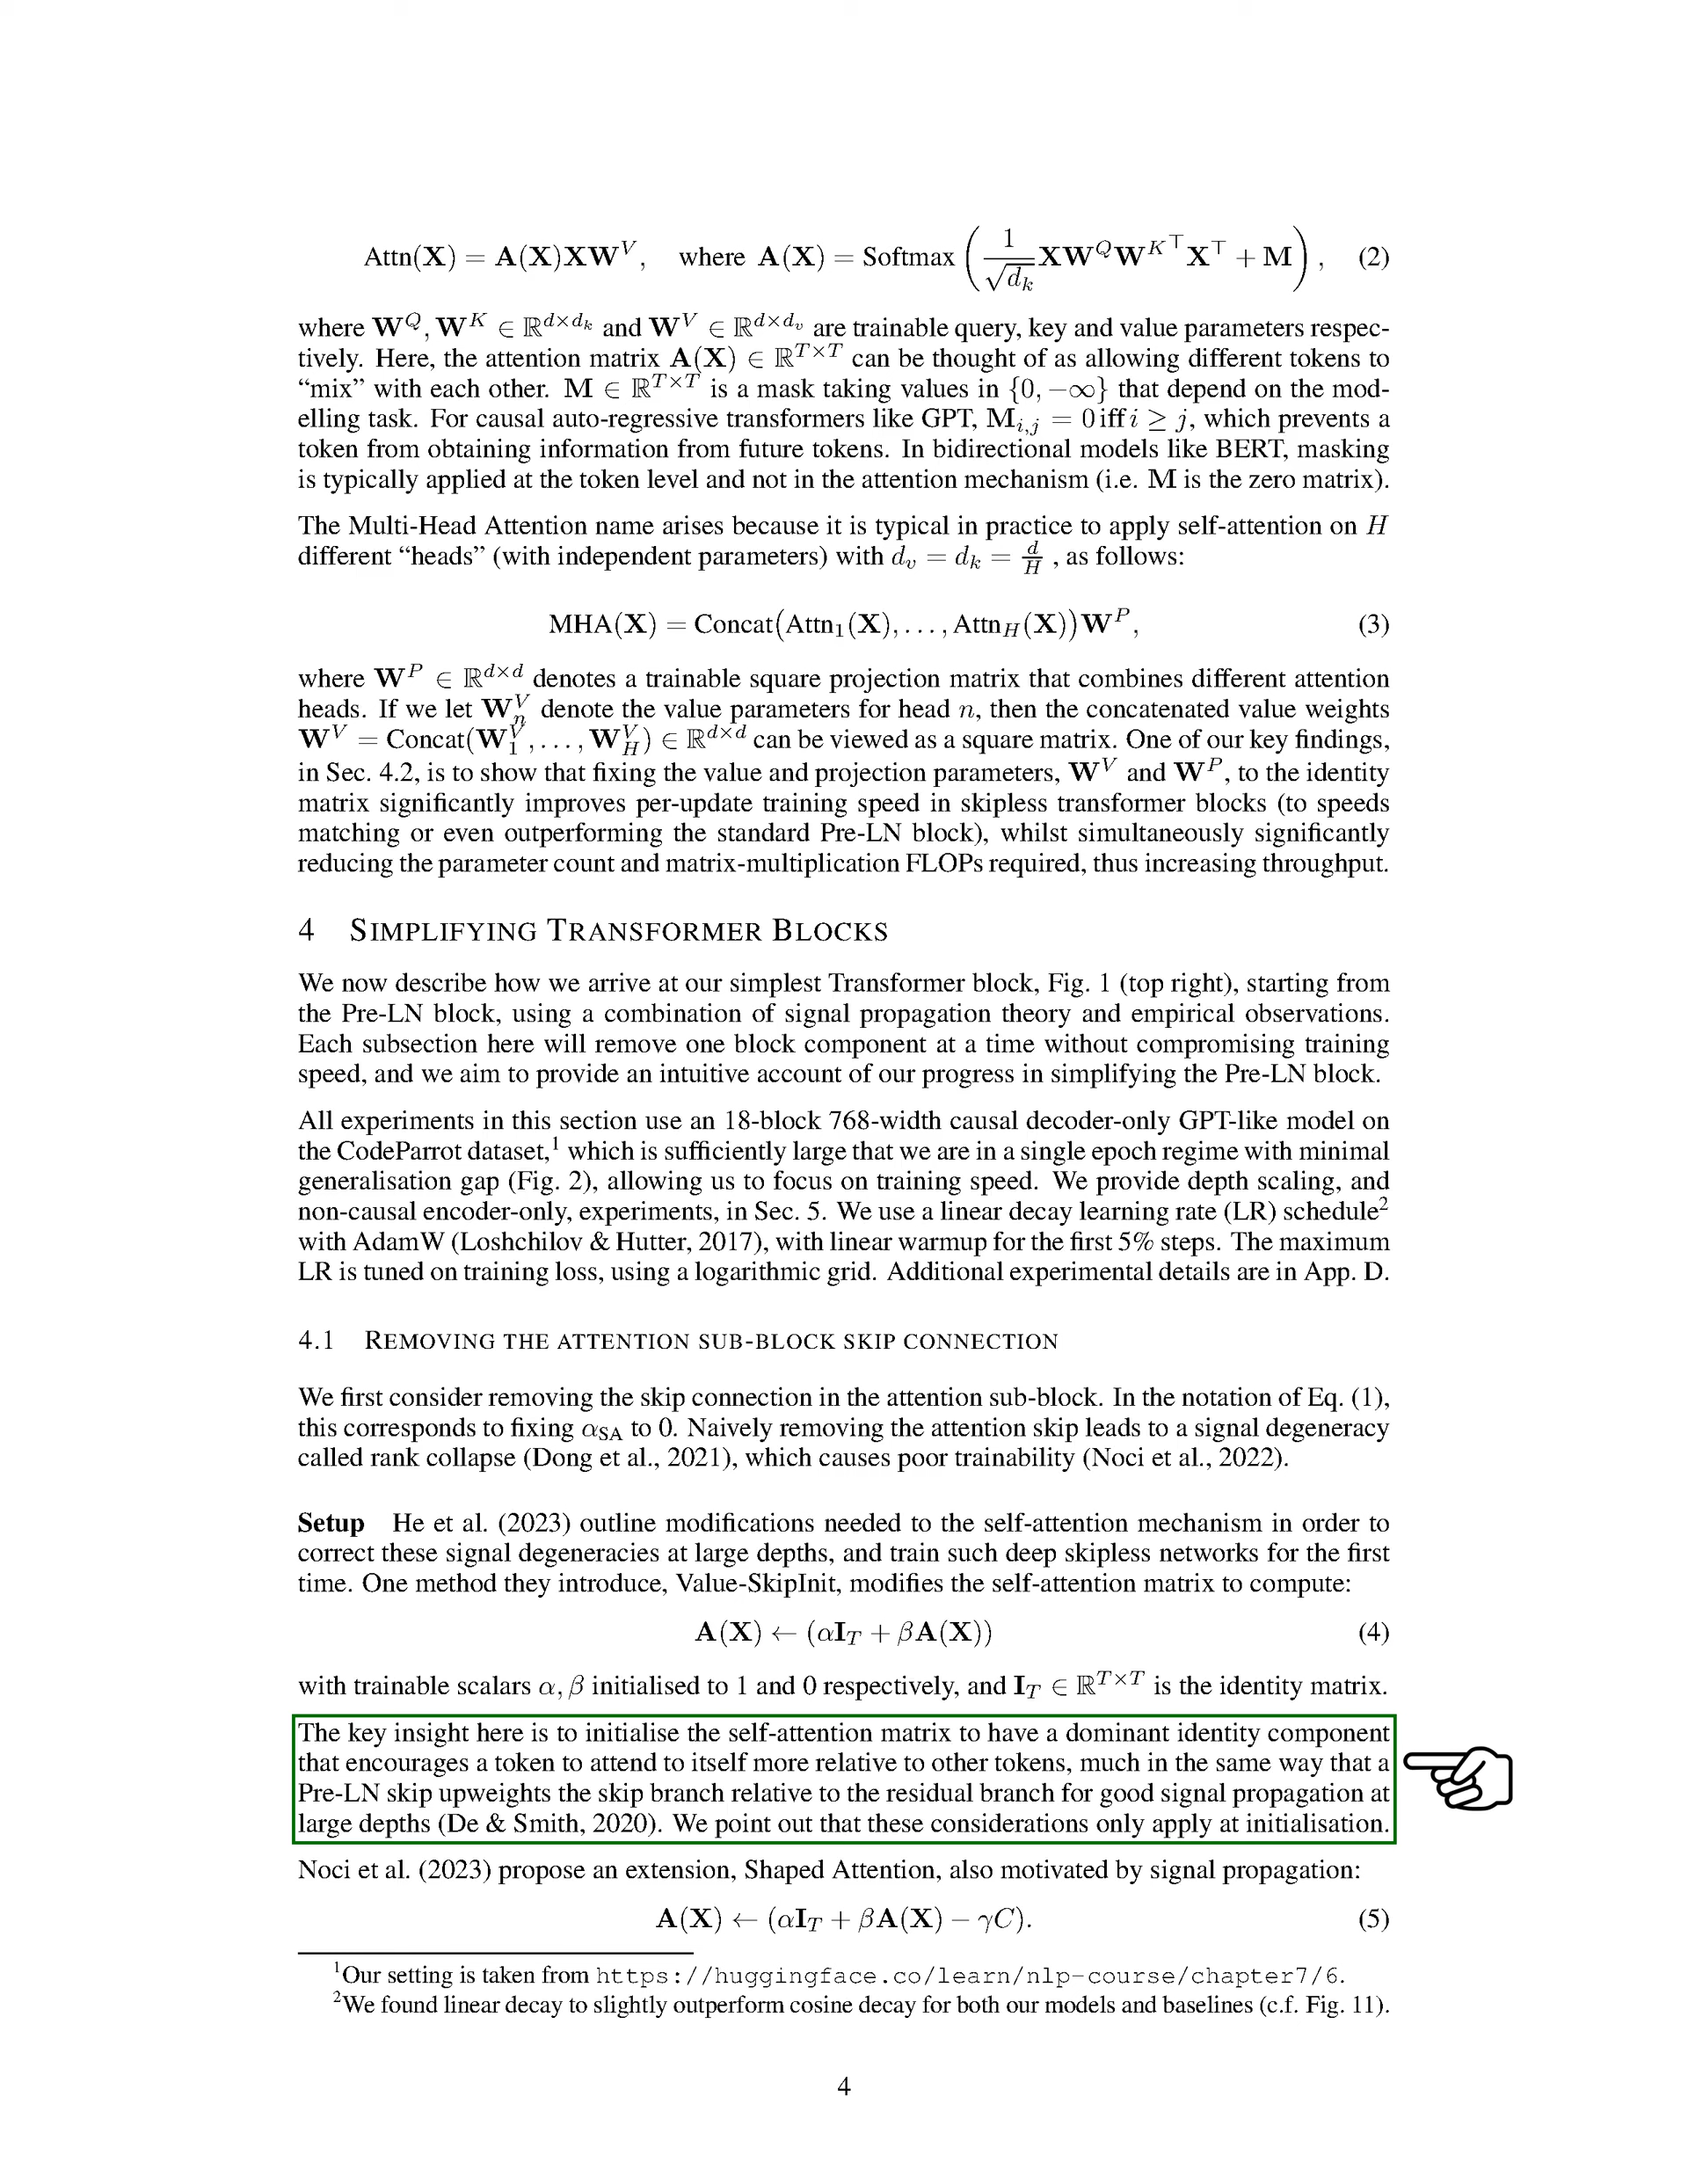 Attn(X) = A(X)XW^V, where A(X) = Softmax(1/√d_k XW^Q W^K⊤ X⊤ + M), (2)
where W^Q, W^K ∈ ℝ^{d×d_k} and W^V ∈ ℝ^{d×d_v} are trainable query, key and value parameters respec-
tively. Here, the attention matrix A(X) ∈ ℝ^{T×T} can be thought of as allowing different tokens to
“mix” with each other. M ∈ ℝ^{T×T} is a mask taking values in {0, −∞} that depend on the mod-
elling task. For causal auto-regressive transformers like GPT, M_{i,j} = 0 iff i ≥ j, which prevents a
token from obtaining information from future tokens. In bidirectional models like BERT, masking
is typically applied at the token level and not in the attention mechanism (i.e. M is the zero matrix).
The Multi-Head Attention name arises because it is typical in practice to apply self-attention on H
different “heads” (with independent parameters) with d_v = d_k = d/H , as follows:
MHA(X) = Concat(Attn_1(X), . . . , Attn_H(X))W^P, (3)
where W^P ∈ ℝ^{d×d} denotes a trainable square projection matrix that combines different attention
heads. If we let W^V_n denote the value parameters for head n, then the concatenated value weights
W^V = Concat(W^V_1, . . . , W^V_H) ∈ ℝ^{d×d} can be viewed as a square matrix. One of our key findings,
in Sec. 4.2, is to show that fixing the value and projection parameters, W^V and W^P, to the identity
matrix significantly improves per-update training speed in skipless transformer blocks (to speeds
matching or even outperforming the standard Pre-LN block), whilst simultaneously significantly
reducing the parameter count and matrix-multiplication FLOPs required, thus increasing throughput.
4 SIMPLIFYING TRANSFORMER BLOCKS
We now describe how we arrive at our simplest Transformer block, Fig. 1 (top right), starting from
the Pre-LN block, using a combination of signal propagation theory and empirical observations.
Each subsection here will remove one block component at a time without compromising training
speed, and we aim to provide an intuitive account of our progress in simplifying the Pre-LN block.
All experiments in this section use an 18-block 768-width causal decoder-only GPT-like model on
the CodeParrot dataset,¹ which is sufficiently large that we are in a single epoch regime with minimal
generalisation gap (Fig. 2), allowing us to focus on training speed. We provide depth scaling, and
non-causal encoder-only, experiments, in Sec. 5. We use a linear decay learning rate (LR) schedule²
with AdamW (Loshchilov & Hutter, 2017), with linear warmup for the first 5% steps. The maximum
LR is tuned on training loss, using a logarithmic grid. Additional experimental details are in App. D.
4.1 REMOVING THE ATTENTION SUB-BLOCK SKIP CONNECTION
We first consider removing the skip connection in the attention sub-block. In the notation of Eq. (1),
this corresponds to fixing α_SA to 0. Naively removing the attention skip leads to a signal degeneracy
called rank collapse (Dong et al., 2021), which causes poor trainability (Noci et al., 2022).
Setup He et al. (2023) outline modifications needed to the self-attention mechanism in order to
correct these signal degeneracies at large depths, and train such deep skipless networks for the first
time. One method they introduce, Value-SkipInit, modifies the self-attention matrix to compute:
A(X) ← (αI_T + βA(X)) (4)
with trainable scalars α, β initialised to 1 and 0 respectively, and I_T ∈ ℝ^{T×T} is the identity matrix.
The key insight here is to initialise the self-attention matrix to have a dominant identity component
that encourages a token to attend to itself more relative to other tokens, much in the same way that a
Pre-LN skip upweights the skip branch relative to the residual branch for good signal propagation at
large depths (De & Smith, 2020). We point out that these considerations only apply at initialisation.
Noci et al. (2023) propose an extension, Shaped Attention, also motivated by signal propagation:
A(X) ← (αI_T + βA(X) − γC). (5)
¹Our setting is taken from https://huggingface.co/learn/nlp-course/chapter7/6.
²We found linear decay to slightly outperform cosine decay for both our models and baselines (c.f. Fig. 11).
4